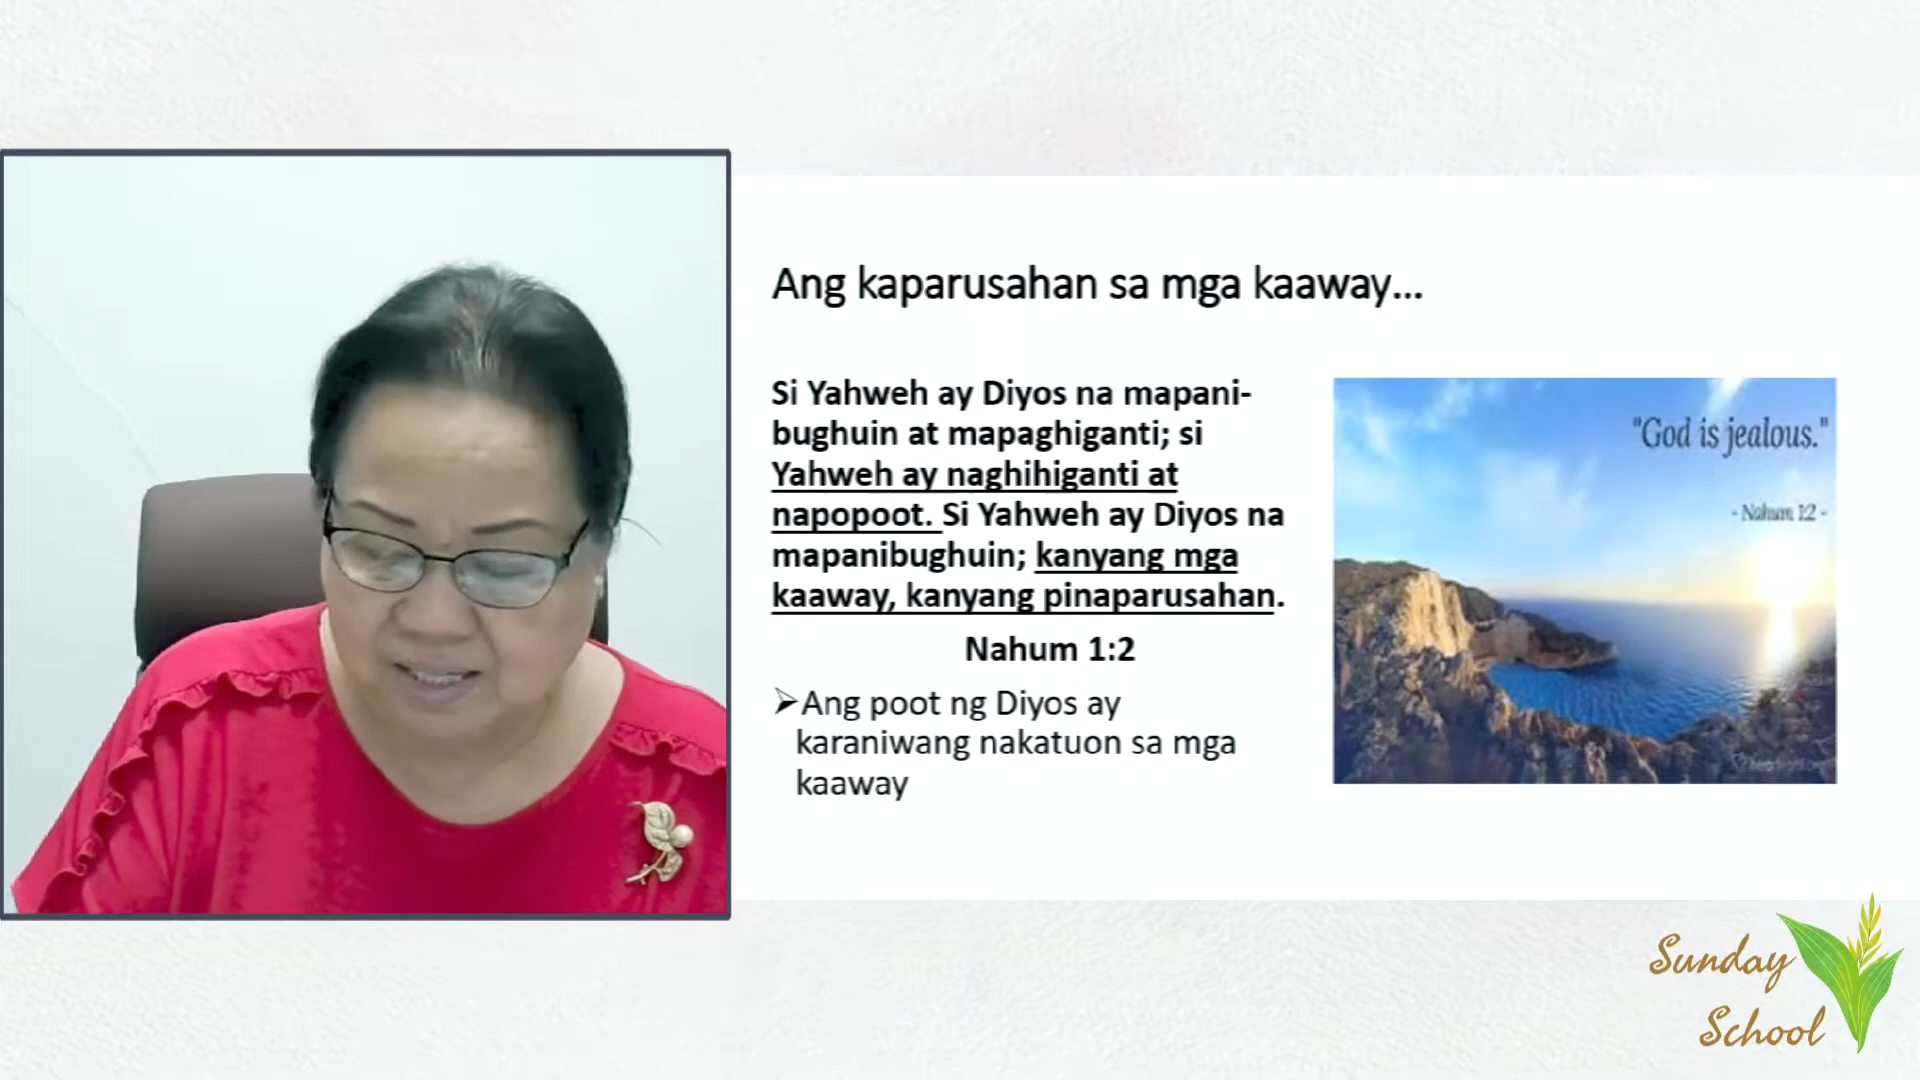 Ang kaparusahan sa mga kaaway...
Si Yahweh ay Diyos na mapani-
bughuin at mapaghiganti; si
Yahweh ay naghihiganti at
napopoot. Si Yahweh ay Diyos na
mapanibughuin; kanyang mga
kaaway, kanyang pinaparusahan.
Nahum 1:2
➢Ang poot ng Diyos ay
karaniwang nakatuon sa mga
kaaway
"God is jealous."
- Nahum 1:2 -
Sunday
School